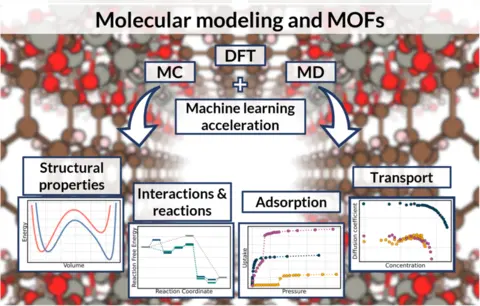 Molecular modeling and MOFs
DFT
MC
MD
Machine learning
acceleration
Structural
properties
Interactions &
reactions
Adsorption
Transport
Energy
Volume
Reaction Free Energy
Reaction Coordinate
Uptake
Pressure
Diffusion coefficient
Concentration